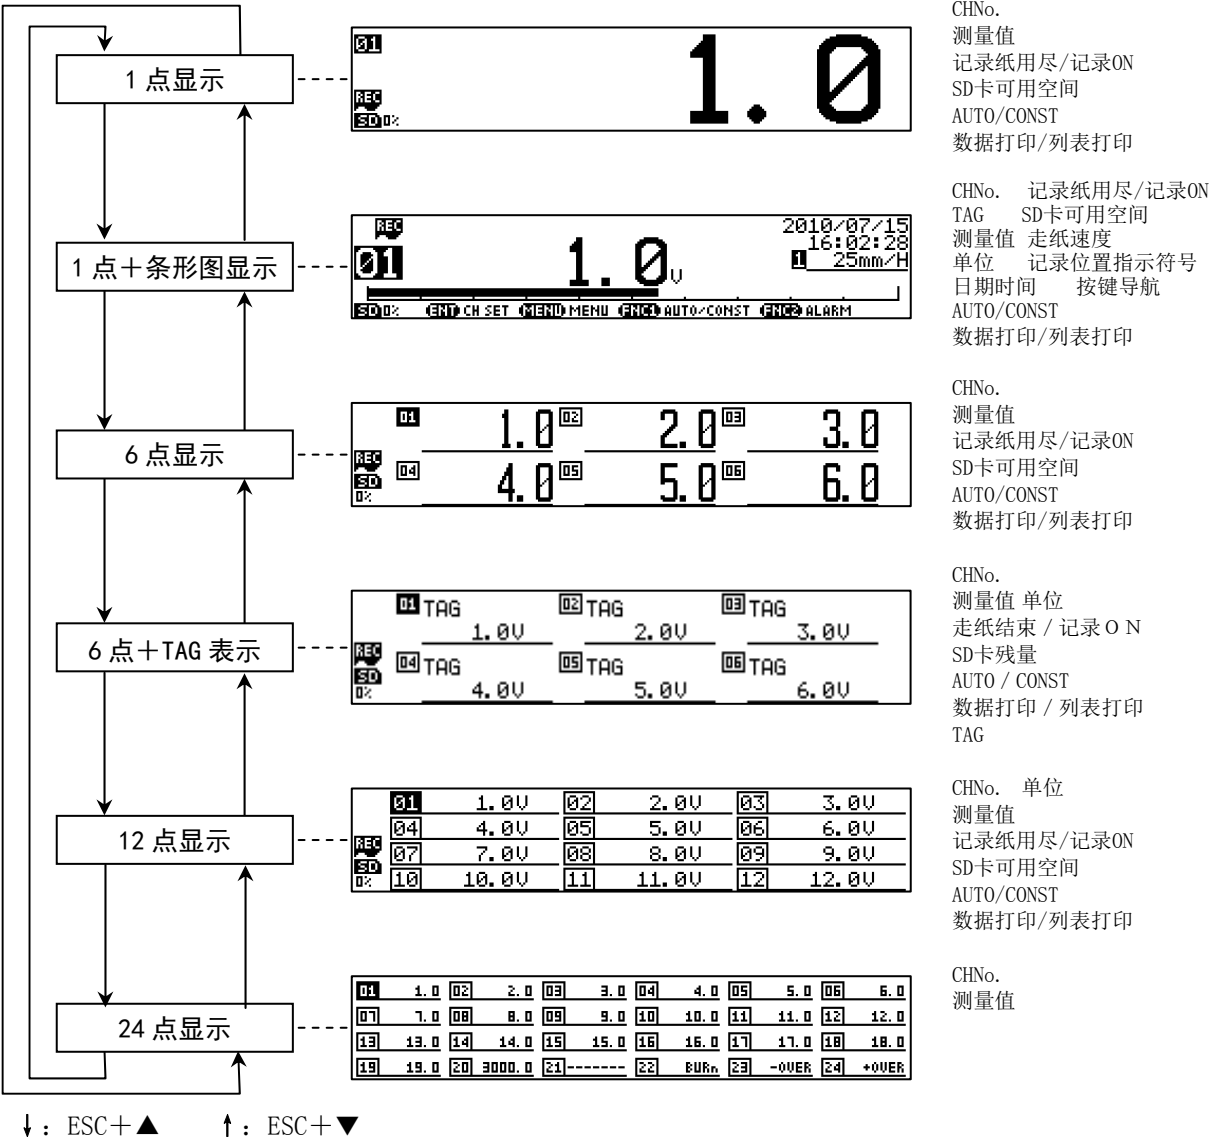 1 点显示
01
REC
SD 0%
1.0
CHNo.
测量值
记录纸用尽/记录ON
SD卡可用空间
AUTO/CONST
数据打印/列表打印
1 点＋条形图显示
REC
01
1.0 V
2010/07/15
16:02:28
1 25mm/H
SD 0% ENT CH SET MENU MENU FNC1 AUTO/CONST FNC2 ALARM
CHNo. 记录纸用尽/记录ON
TAG SD卡可用空间
测量值 走纸速度
单位 记录位置指示符号
日期时间 按键导航
AUTO/CONST
数据打印/列表打印
6 点显示
01 1.0 02 2.0 03 3.0
REC
SD
0%
04 4.0 05 5.0 06 6.0
CHNo.
测量值
记录纸用尽/记录ON
SD卡可用空间
AUTO/CONST
数据打印/列表打印
6 点＋TAG 表示
01 TAG 02 TAG 03 TAG
1.0V 2.0V 3.0V
REC
SD
0%
04 TAG 05 TAG 06 TAG
4.0V 5.0V 6.0V
CHNo.
测量值 单位
走纸结束／记录ＯＮ
SD卡残量
AUTO／CONST
数据打印／列表打印
TAG
12 点显示
01 1.0V 02 2.0V 03 3.0V
04 4.0V 05 5.0V 06 6.0V
REC
07 7.0V 08 8.0V 09 9.0V
SD
0%
10 10.0V 11 11.0V 12 12.0V
CHNo. 单位
测量值
记录纸用尽/记录ON
SD卡可用空间
AUTO/CONST
数据打印/列表打印
24 点显示
01 1.0 02 2.0 03 3.0 04 4.0 05 5.0 06 6.0
07 7.0 08 8.0 09 9.0 10 10.0 11 11.0 12 12.0
13 13.0 14 14.0 15 15.0 16 16.0 17 17.0 18 18.0
19 19.0 20 3000.0 21 ------- 22 BURn 23 -OVER 24 +OVER
CHNo.
测量值
↓：ESC＋▲ ↑：ESC＋▼